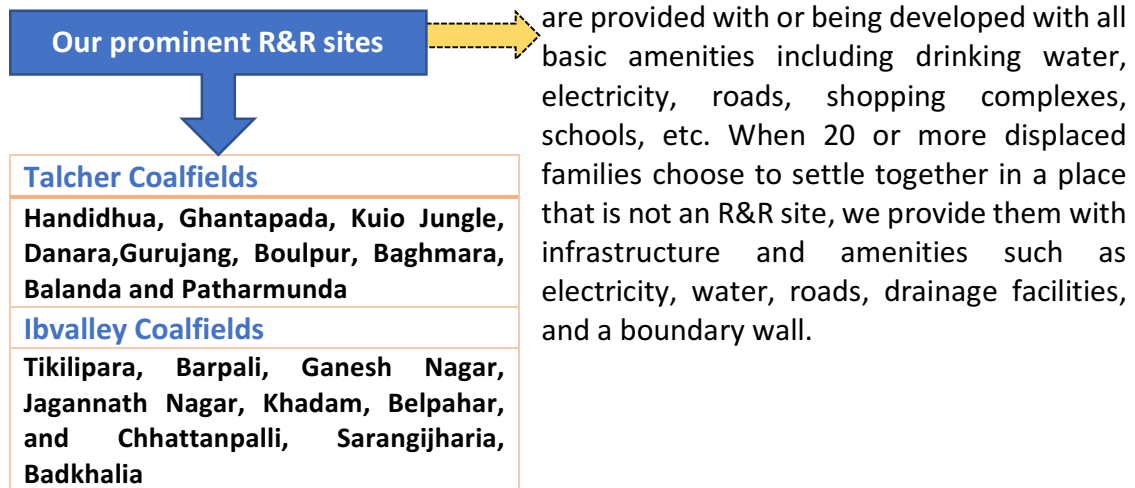 Our prominent R&R sites
Talcher Coalfields
Handidhua, Ghantapada, Kuio Jungle,
Danara,Gurujang, Boulpur, Baghmara,
Balanda and Patharmunda
Ibvalley Coalfields
Tikilipara, Barpali, Ganesh Nagar,
Jagannath Nagar, Khadam, Belpahar,
and Chhattanpalli, Sarangijharia,
Badkhalia
are provided with or being developed with all
basic amenities including drinking water,
electricity, roads, shopping complexes,
schools, etc. When 20 or more displaced
families choose to settle together in a place
that is not an R&R site, we provide them with
infrastructure and amenities such as
electricity, water, roads, drainage facilities,
and a boundary wall.